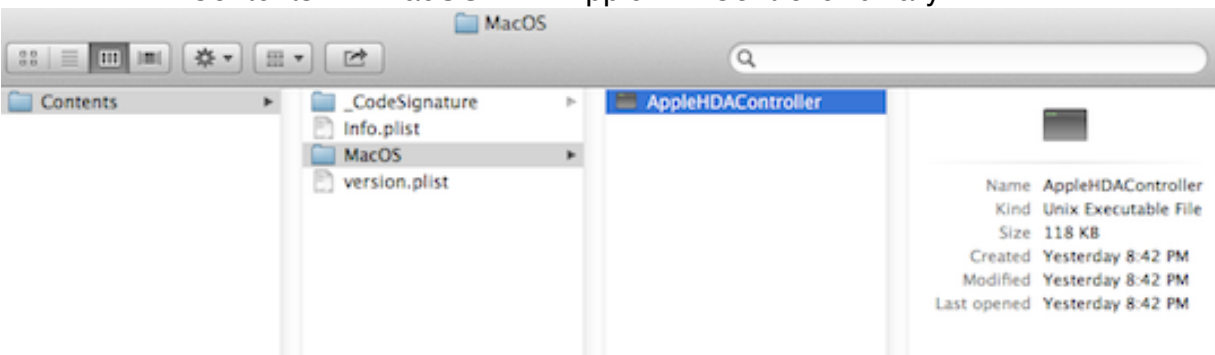 MacOS
Contents
_CodeSignature
Info.plist
MacOS
version.plist
AppleHDAController
Name AppleHDAController
Kind Unix Executable File
Size 118 KB
Created Yesterday 8:42 PM
Modified Yesterday 8:42 PM
Last opened Yesterday 8:42 PM